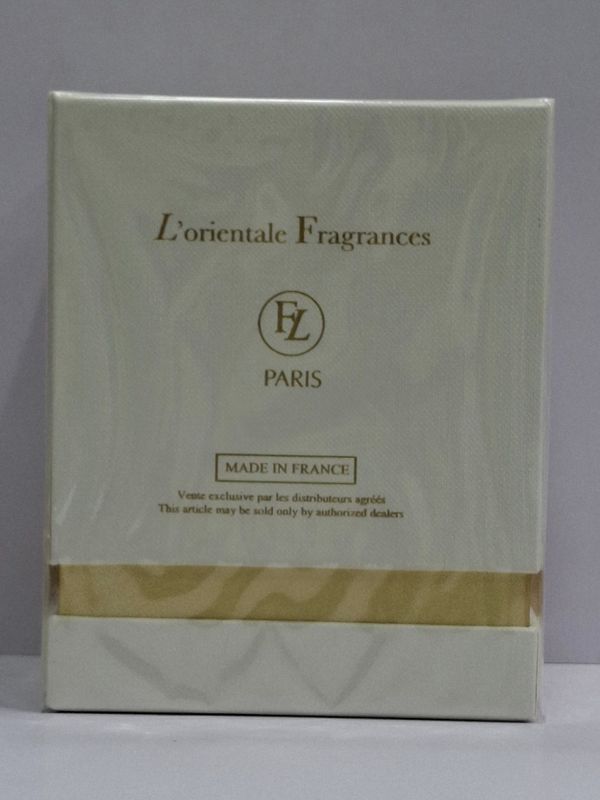 L'orientale Fragrances
FL
PARIS
MADE IN FRANCE
Vente exclusive par les distributeurs agréés
This article may be sold only by authorized dealers